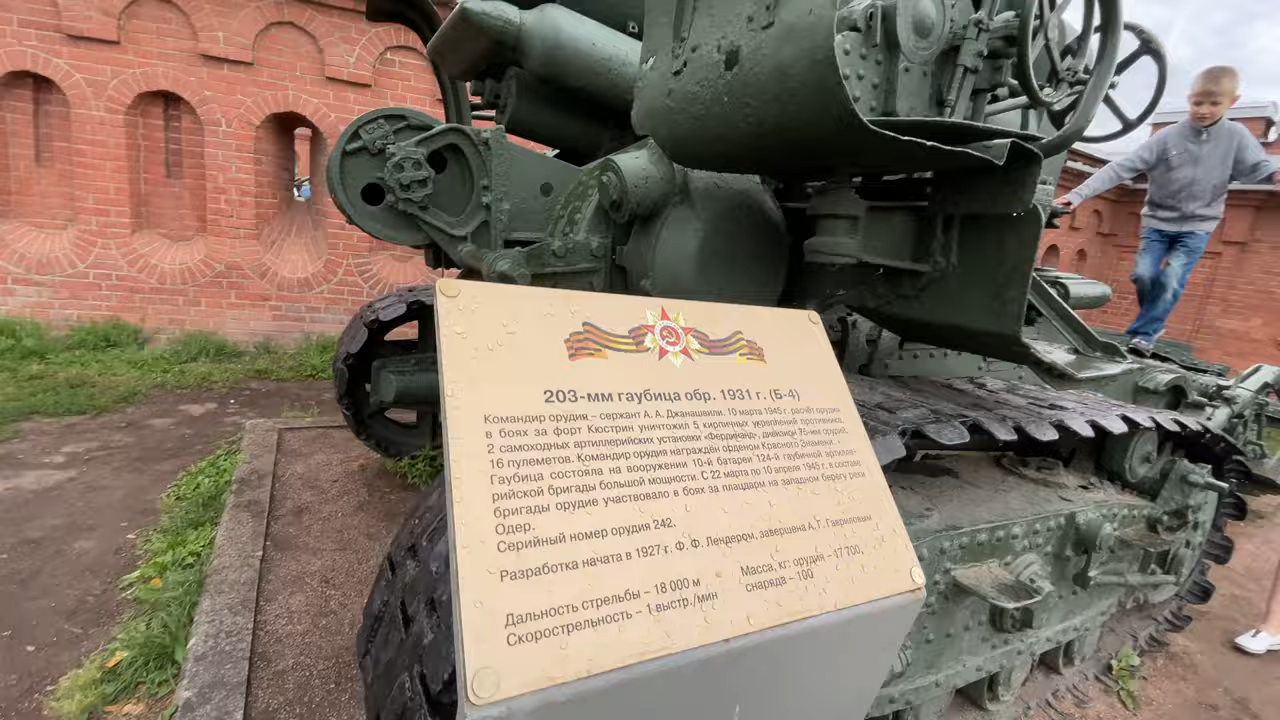 203-мм гаубица обр. 1931 г. (Б-4)
Командир орудия – сержант А. А. Джанашвили. 10 марта 1945 г. расчёт орудия
в боях за форт Кюстрин уничтожил 5 кирпичных укреплений противника,
2 самоходных артиллерийских установки «Фердинанд», дивизион 75-мм орудий,
16 пулеметов. Командир орудия награждён орденом Красного Знамени.
Гаубица состояла на вооружении 10-й батареи 124-й гаубичной артилле-
рийской бригады большой мощности. С 22 марта по 10 апреля 1945 г. в составе
бригады орудие участвовало в боях за плацдарм на западном берегу реки
Одер.
Серийный номер орудия 242.
Разработка начата в 1927 г. Ф. Ф. Лендером, завершена А. Г. Гавриловым
Дальность стрельбы – 18 000 м
Скорострельность – 1 выстр./мин
Масса, кг: орудия – 17 700,
снаряда – 100